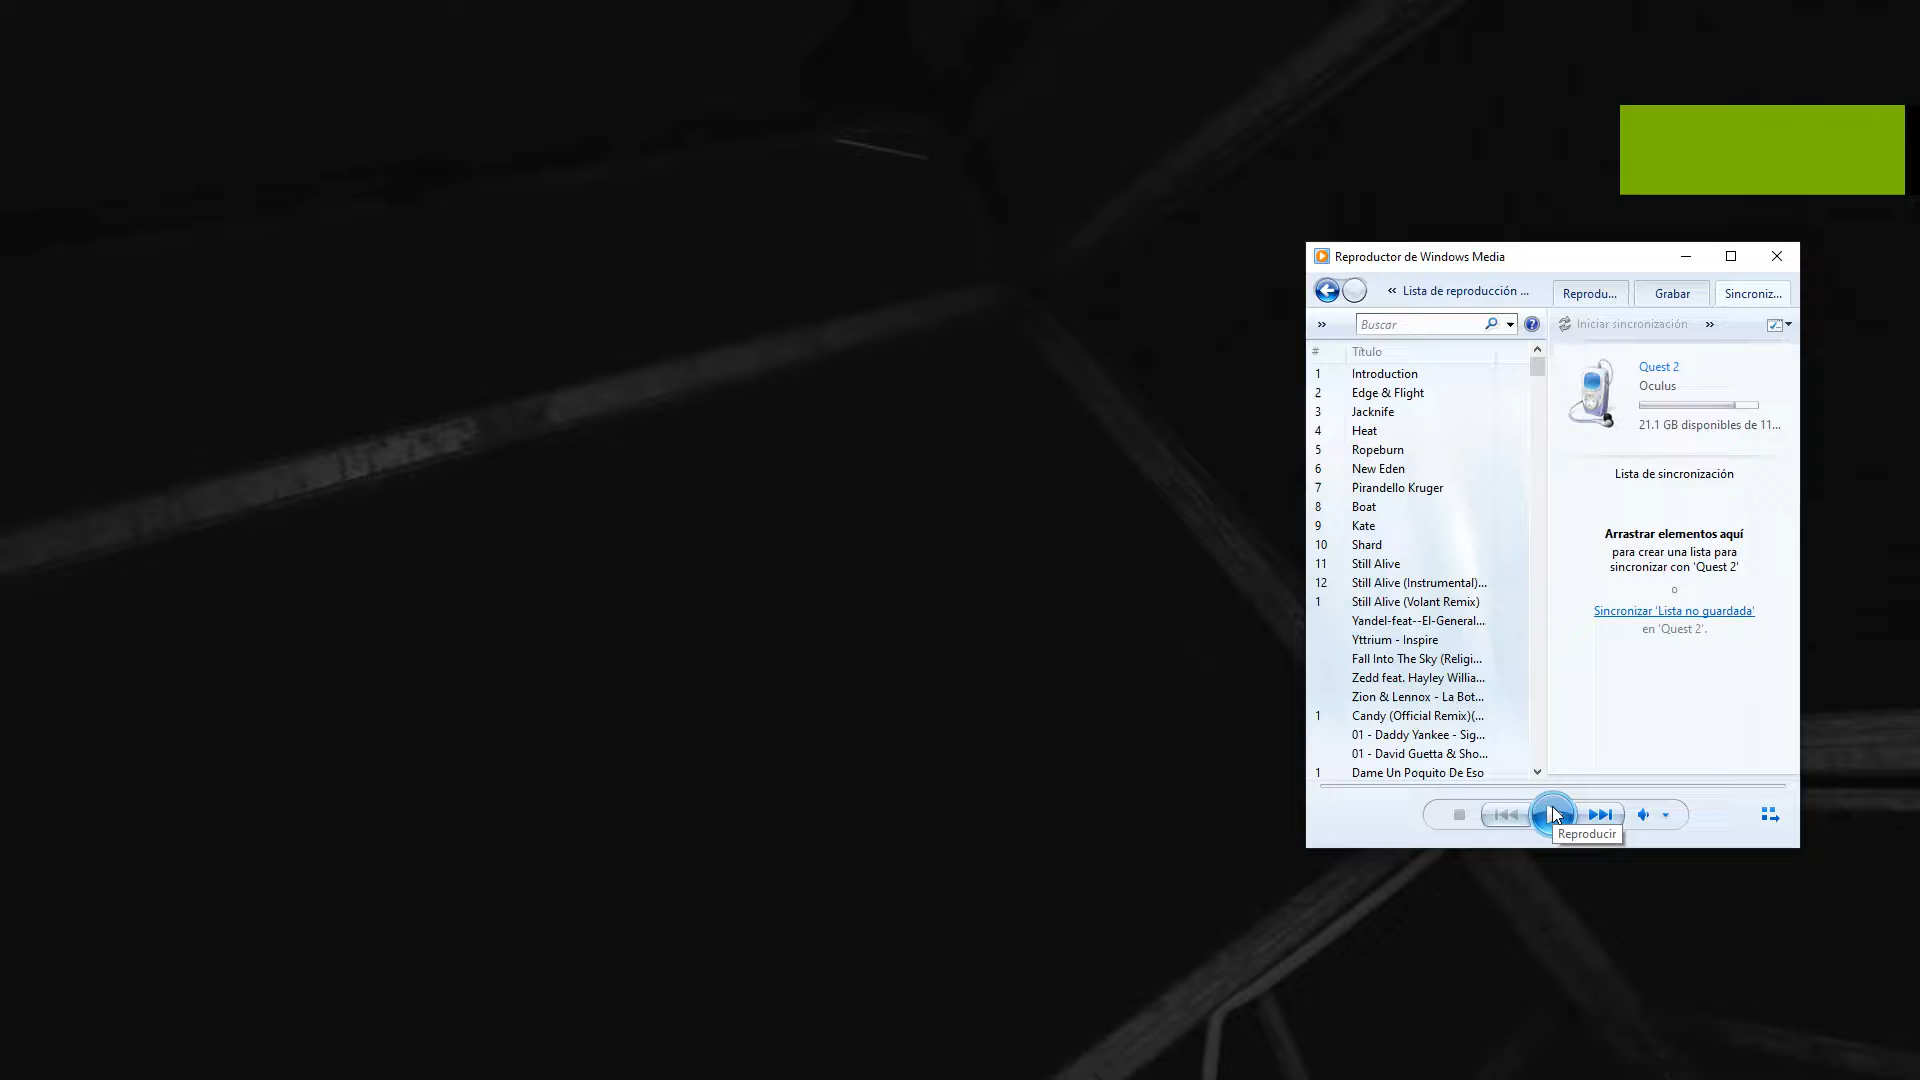 Reproductor de Windows Media
« Lista de reproducción ...
Reprodu...
Grabar
Sincroniz...
»
Buscar
Iniciar sincronización
»
# Título
1 Introduction
2 Edge & Flight
3 Jacknife
4 Heat
5 Ropeburn
6 New Eden
7 Pirandello Kruger
8 Boat
9 Kate
10 Shard
11 Still Alive
12 Still Alive (Instrumental)...
1 Still Alive (Volant Remix)
Yandel-feat--El-General...
Yttrium - Inspire
Fall Into The Sky (Religi...
Zedd feat. Hayley Willia...
Zion & Lennox - La Bot...
1 Candy (Official Remix)(...
01 - Daddy Yankee - Sig...
01 - David Guetta & Sho...
1 Dame Un Poquito De Eso
Quest 2
Oculus
21.1 GB disponibles de 11...
Lista de sincronización
Arrastrar elementos aquí
para crear una lista para
sincronizar con 'Quest 2'
o
Sincronizar 'Lista no guardada'
en 'Quest 2'.
Reproducir